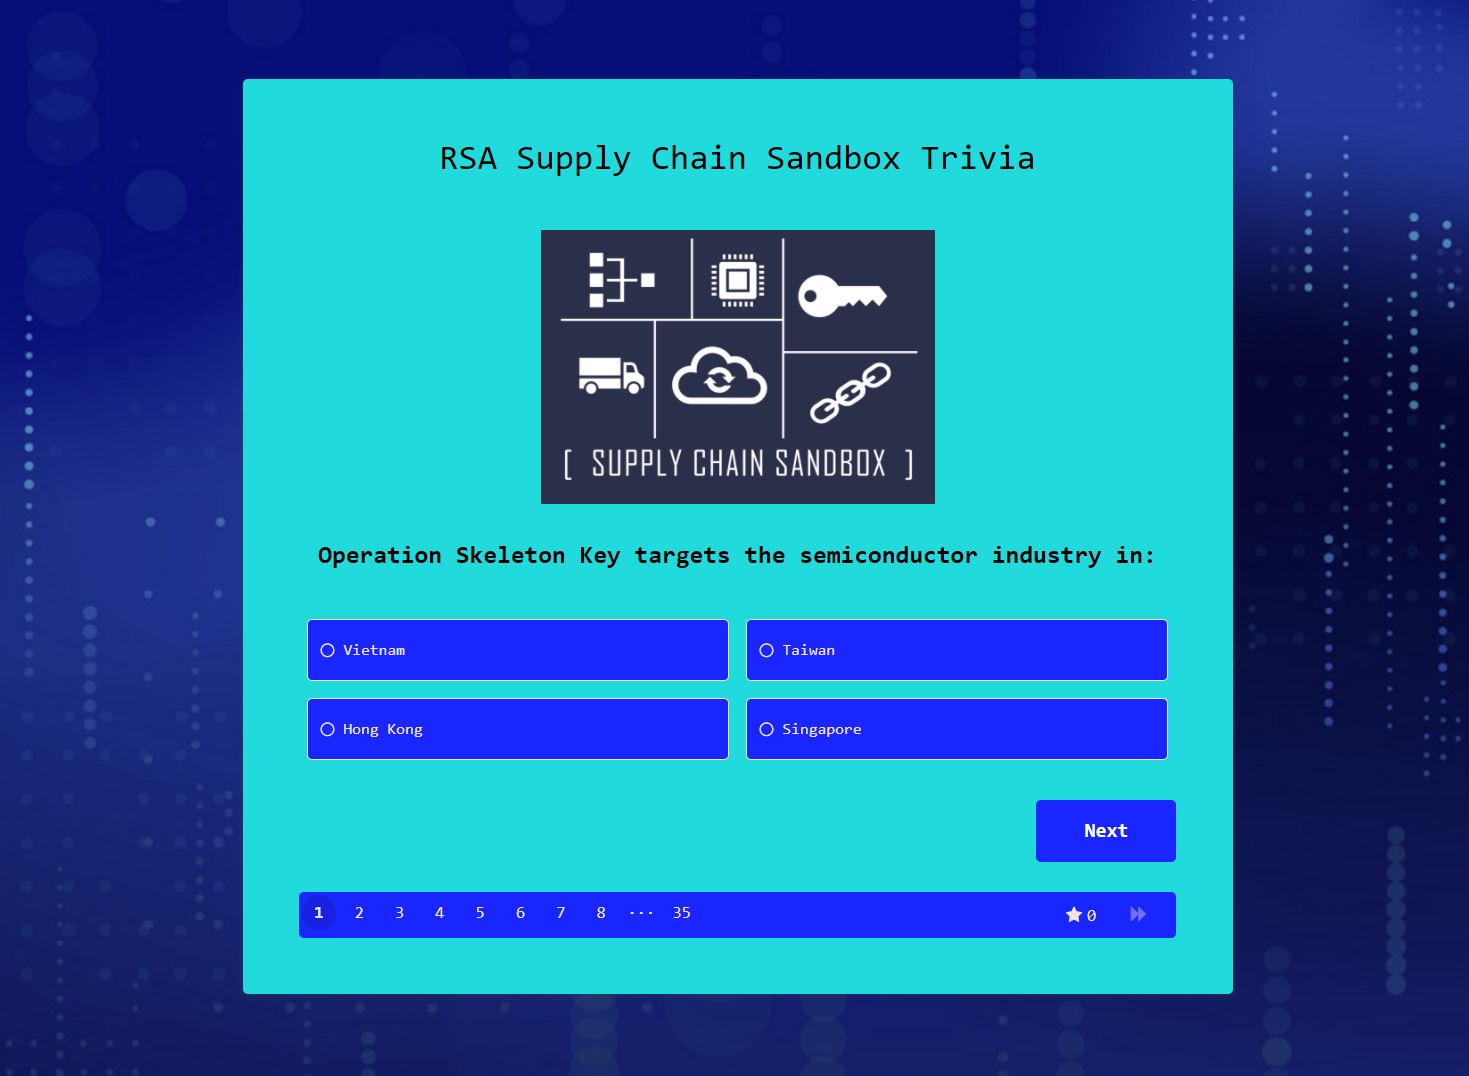 RSA Supply Chain Sandbox Trivia
[ SUPPLY CHAIN SANDBOX ]
Operation Skeleton Key targets the semiconductor industry in:
Vietnam
Taiwan
Hong Kong
Singapore
Next
1 2 3 4 5 6 7 8 ... 35 0